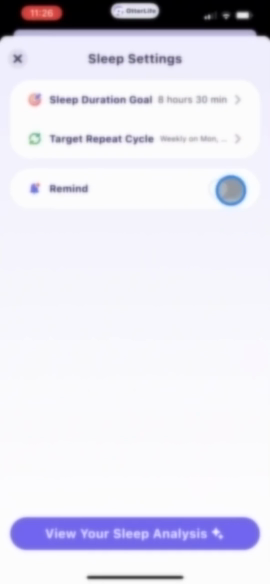 11:26
OtterLife
Sleep Settings
Sleep Duration Goal 8 hours 30 min
Target Repeat Cycle Weekly on Mon, ...
Remind
View Your Sleep Analysis